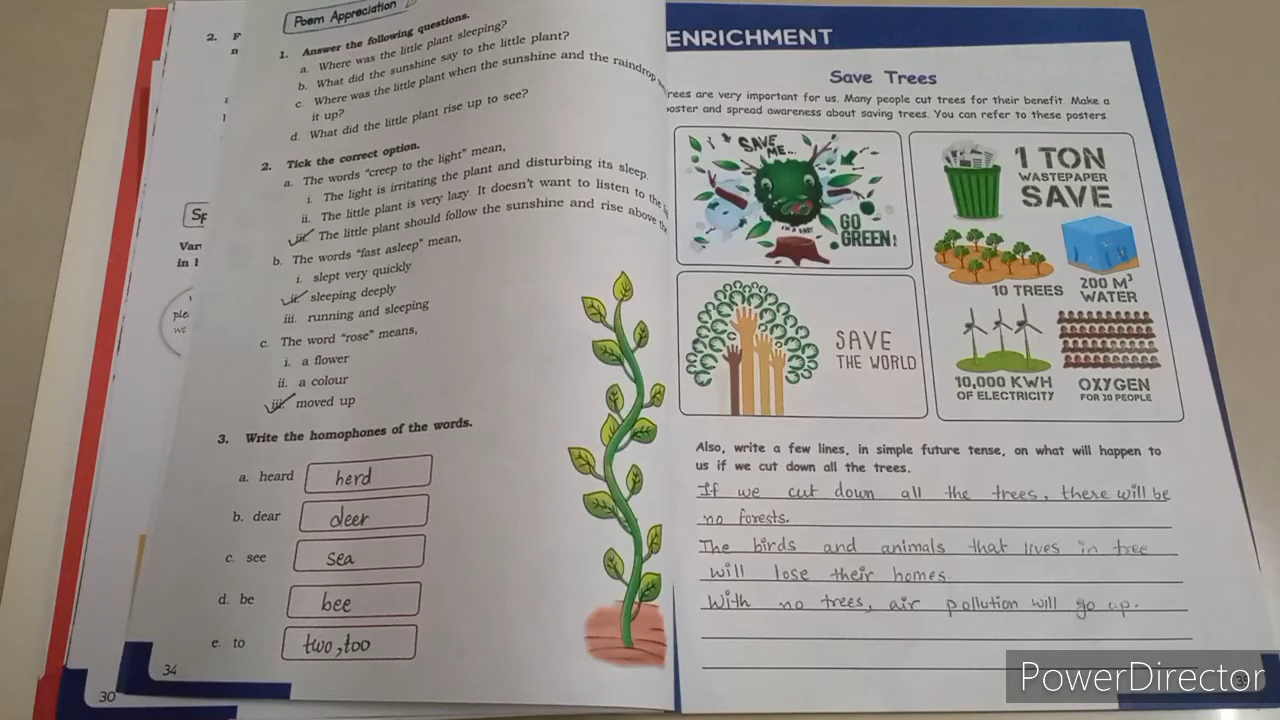 Poem Appreciation
1. Answer the following questions.
a. Where was the little plant sleeping?
b. What did the sunshine say to the little plant?
c. Where was the little plant when the sunshine and the raindrop
it up?
d. What did the little plant rise up to see?
2. Tick the correct option.
a. The words “creep to the light” mean,
i. The light is irritating the plant and disturbing its sleep.
ii. The little plant is very lazy. It doesn't want to listen to the
iii. The little plant should follow the sunshine and rise above the
b. The words “fast asleep” mean,
i. slept very quickly
ii. sleeping deeply
iii. running and sleeping
c. The word “rose” means,
i. a flower
ii. a colour
iii. moved up
3. Write the homophones of the words.
a. heard herd
b. dear deer
c. see sea
d. be bee
e. to two, too
34
30
2.
ENRICHMENT
Save Trees
are very important for us. Many people cut trees for their benefit. Make a
and spread awareness about saving trees. You can refer to these posters.
SAVE
ME...
I'M A BABY
GO
GREEN!
SAVE
THE WORLD
1 TON
WASTEPAPER
SAVE
10 TREES
200 M³
WATER
10,000 KWH
OF ELECTRICITY
OXYGEN
FOR 30 PEOPLE
Also, write a few lines, in simple future tense, on what will happen to
us if we cut down all the trees.
If we cut down all the trees, there will be
no forests.
The birds and animals that lives in tree
will lose their homes
With no trees, air pollution will go up.
PowerDirector